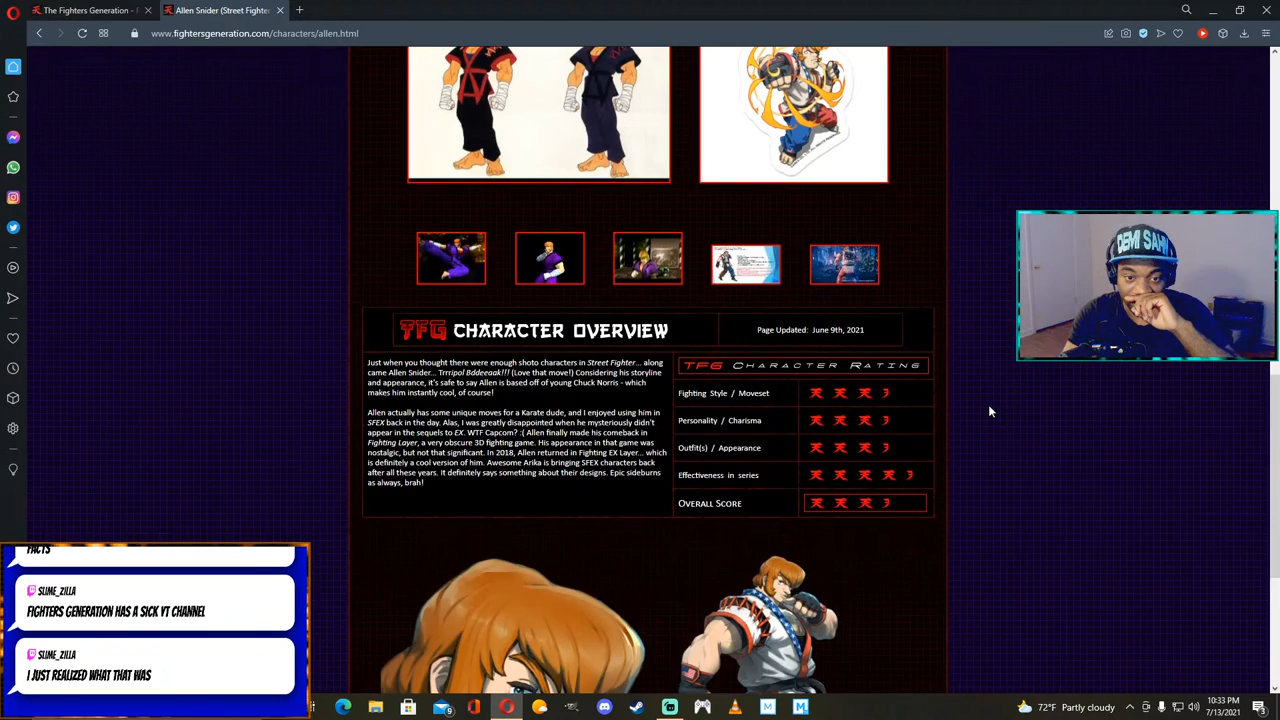 The Fighters Generation -
Allen Snider (Street Fighter
www.fightersgeneration.com/characters/allen.html
DEMI SAHN
TFG CHARACTER OVERVIEW
Page Updated: June 9th, 2021
Just when you thought there were enough shoto characters in Street Fighter... along
came Allen Snider... Trrripol Bddeeaak!!! (Love that move!) Considering his storyline
and appearance, it's safe to say Allen is based off of young Chuck Norris - which
makes him instantly cool, of course!
Allen actually has some unique moves for a Karate dude, and I enjoyed using him in
SFEX back in the day. Alas, I was greatly disappointed when he mysteriously didn't
appear in the sequels to EX. WTF Capcom? :( Allen finally made his comeback in
Fighting Layer, a very obscure 3D fighting game. His appearance in that game was
nostalgic, but not that significant. In 2018, Allen returned in Fighting EX Layer... which
is definitely a cool version of him. Awesome Arika is bringing SFEX characters back
after all these years. It definitely says something about their designs. Epic sideburns
as always, brah!
TFG CHARACTER RATING
Fighting Style / Moveset
Personality / Charisma
Outfit(s) / Appearance
Effectiveness in series
OVERALL SCORE
FACTS
SLIME_ZILLA
FIGHTERS GENERATION HAS A SICK YT CHANNEL
SLIME_ZILLA
I JUST REALIZED WHAT THAT WAS
9
72°F Partly cloudy
10:33 PM
7/13/2021